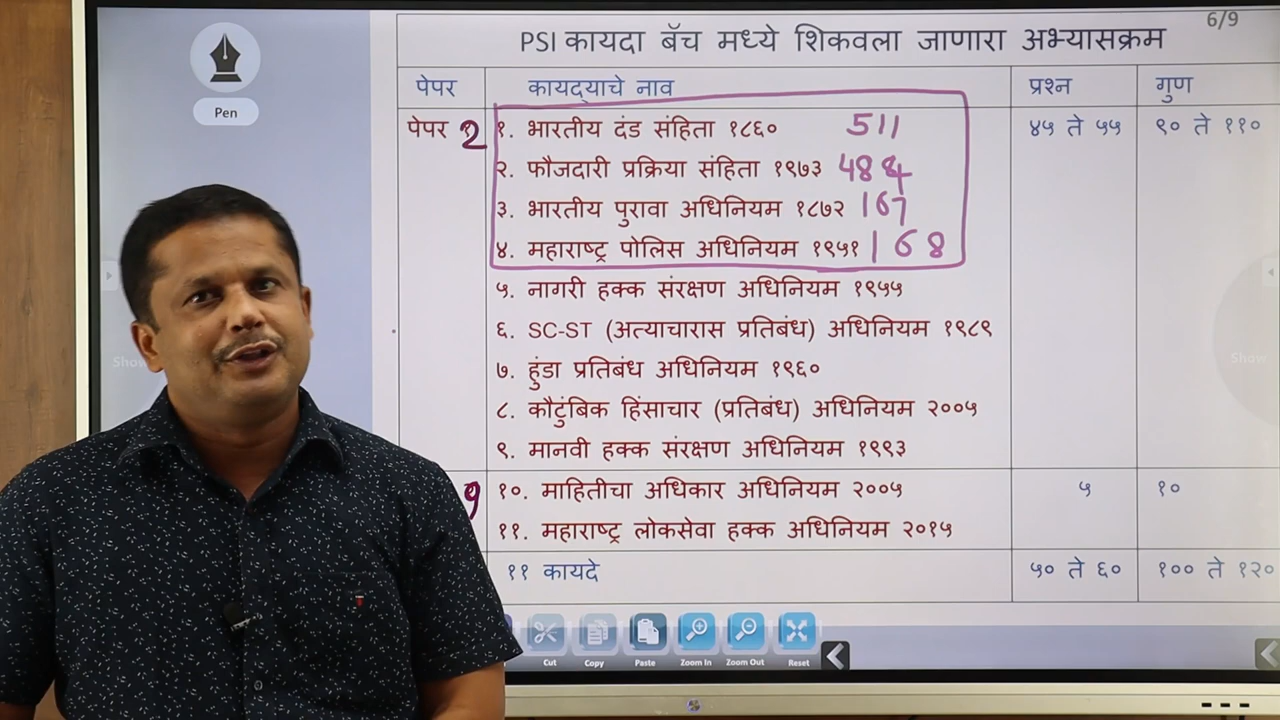 6/9
PSI कायदा बॅच मध्ये शिकवला जाणारा अभ्यासक्रम
Pen
पेपर कायद्याचे नाव प्रश्न गुण
पेपर 2 १. भारतीय दंड संहिता १८६० 511 ४५ ते ५५ ९० ते ११०
२. फौजदारी प्रक्रिया संहिता १९७३ 484
३. भारतीय पुरावा अधिनियम १८७२ 167
४. महाराष्ट्र पोलिस अधिनियम १९५१ 168
५. नागरी हक्क संरक्षण अधिनियम १९५५
६. SC-ST (अत्याचारास प्रतिबंध) अधिनियम १९८९
Show
Show
७. हुंडा प्रतिबंध अधिनियम १९६०
८. कौटुंबिक हिंसाचार (प्रतिबंध) अधिनियम २००५
९. मानवी हक्क संरक्षण अधिनियम १९९३
१०. माहितीचा अधिकार अधिनियम २००५ ५ १०
११. महाराष्ट्र लोकसेवा हक्क अधिनियम २०१५
११ कायदे ५० ते ६० १०० ते १२०
Cut Copy Paste Zoom In Zoom Out Reset